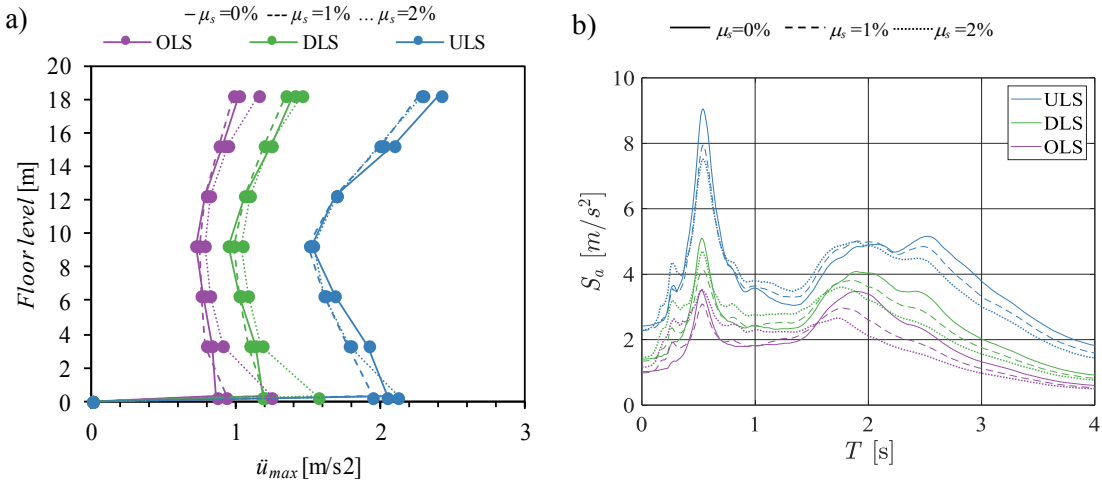 a)
– μs=0% --- μs=1% ... μs=2%
OLS DLS ULS
Floor level [m]
20
18
16
14
12
10
8
6
4
2
0
0 1 2 3
ümax [m/s2]
b)
μs=0% μs=1% μs=2%
ULS
DLS
OLS
Sa [m/s²]
10
8
6
4
2
0
0 1 2 3 4
T [s]